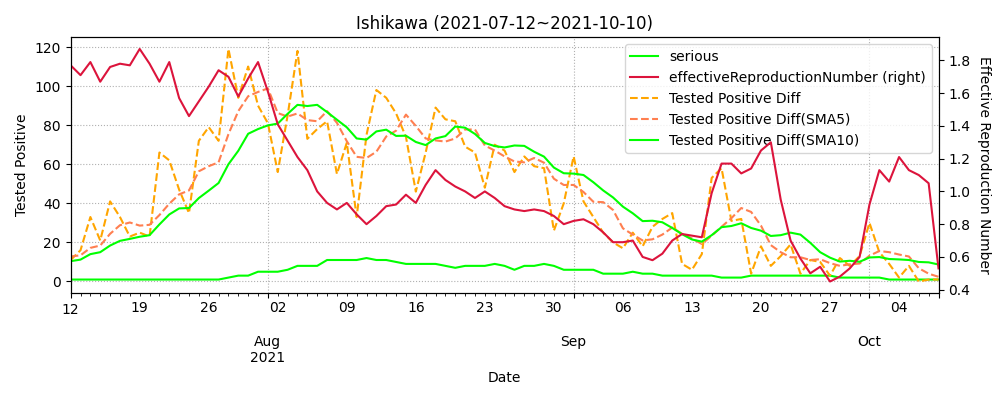 Ishikawa (2021-07-12~2021-10-10)
Tested Positive
120
100
80
60
40
20
0
serious
effectiveReproductionNumber (right)
Tested Positive Diff
Tested Positive Diff(SMA5)
Tested Positive Diff(SMA10)
1.8
1.6
1.4
1.2
1.0
0.8
0.6
0.4
Effective Reproduction Number
12 19 26 02 09 16 23 30 06 13 20 27 04
Aug Sep Oct
2021
Date